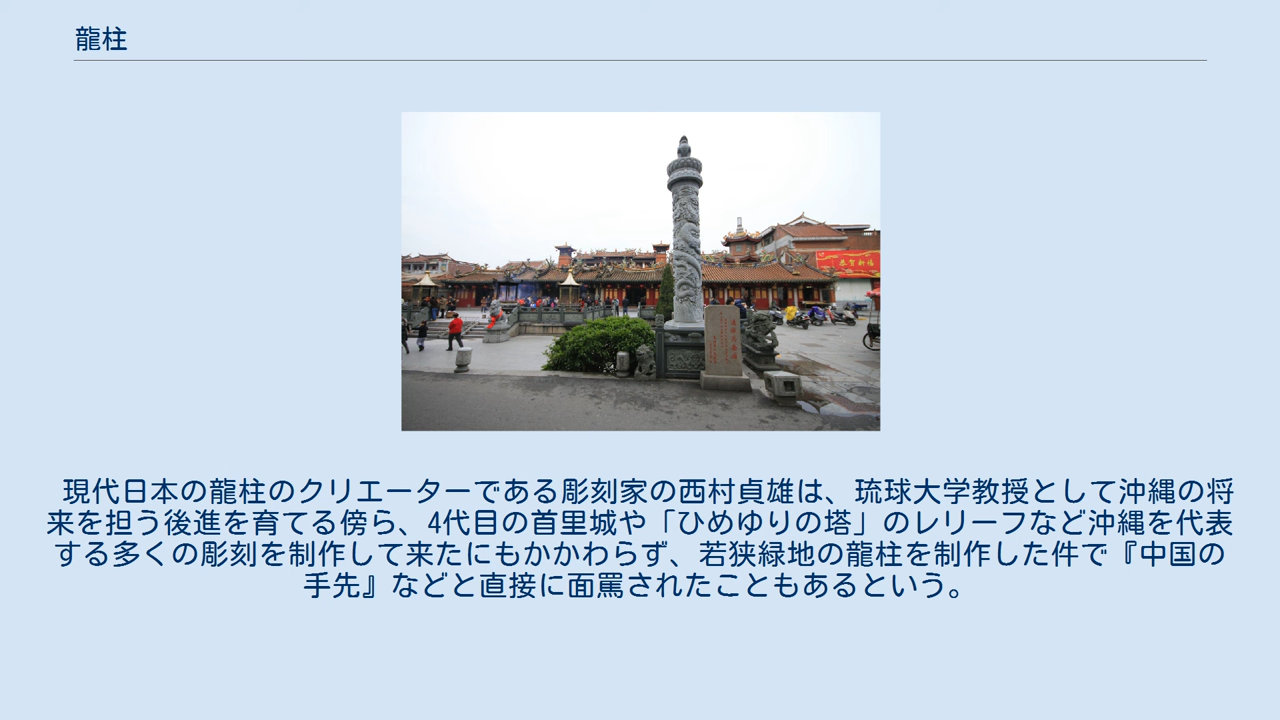 龍柱
恭贺新禧
現代日本の龍柱のクリエーターである彫刻家の西村貞雄は、琉球大学教授として沖縄の将
来を担う後進を育てる傍ら、4代目の首里城や「ひめゆりの塔」のレリーフなど沖縄を代表
する多くの彫刻を制作して来たにもかかわらず、若狭緑地の龍柱を制作した件で『中国の
手先』などと直接に面罵されたこともあるという。